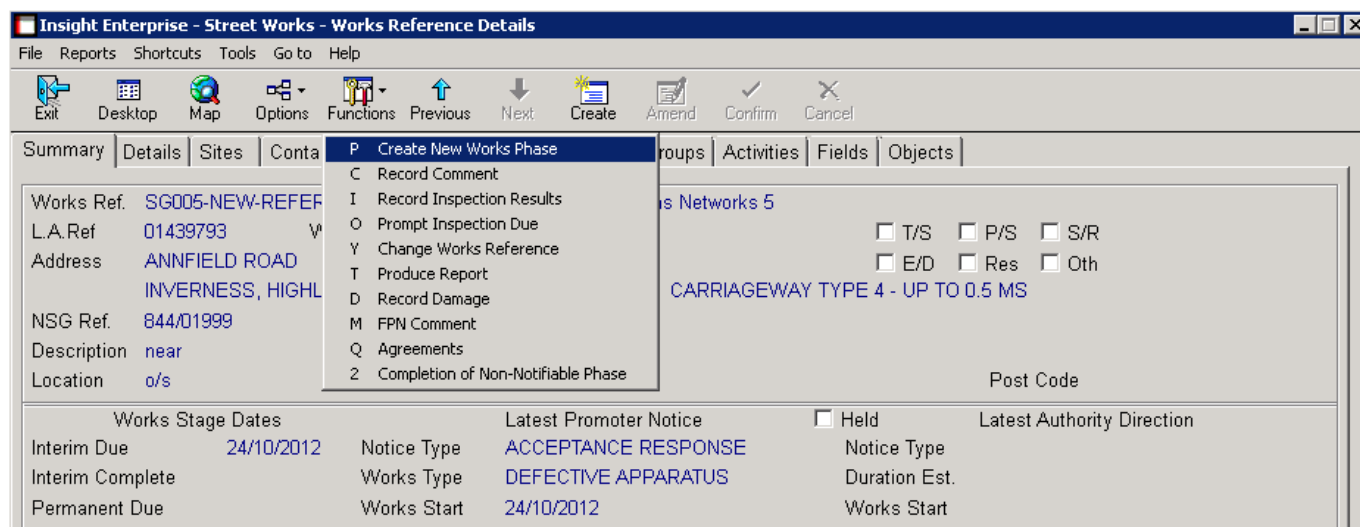 Insight Enterprise - Street Works - Works Reference Details
File Reports Shortcuts Tools Go to Help
Exit Desktop Map Options Functions Previous Next Create Amend Confirm Cancel
Summary Details Sites Conta roups Activities Fields Objects
P Create New Works Phase
C Record Comment
I Record Inspection Results
O Prompt Inspection Due
Y Change Works Reference
T Produce Report
D Record Damage
M FPN Comment
Q Agreements
2 Completion of Non-Notifiable Phase
Works Ref. SG005-NEW-REFER s Networks 5
L.A.Ref 01439793 W T/S P/S S/R
Address ANNFIELD ROAD E/D Res Oth
INVERNESS, HIGHL CARRIAGEWAY TYPE 4 - UP TO 0.5 MS
NSG Ref. 844/01999
Description near
Location o/s Post Code
Works Stage Dates Latest Promoter Notice Held Latest Authority Direction
Interim Due 24/10/2012 Notice Type ACCEPTANCE RESPONSE Notice Type
Interim Complete Works Type DEFECTIVE APPARATUS Duration Est.
Permanent Due Works Start 24/10/2012 Works Start